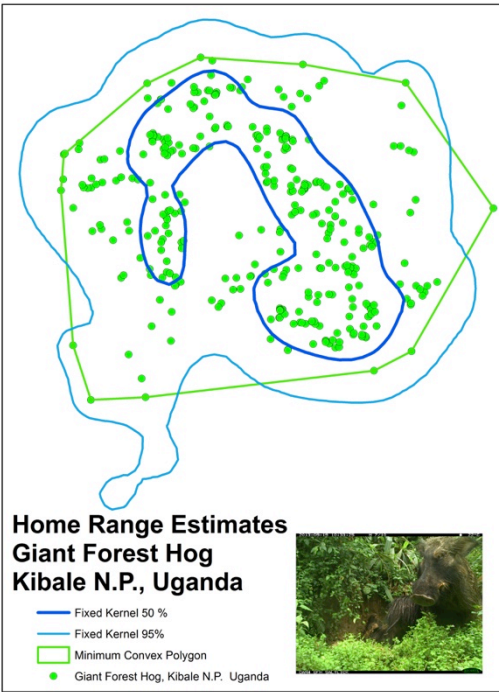 Home Range Estimates
Giant Forest Hog
Kibale N.P., Uganda
Fixed Kernel 50 %
Fixed Kernel 95%
Minimum Convex Polygon
Giant Forest Hog, Kibale N.P. Uganda